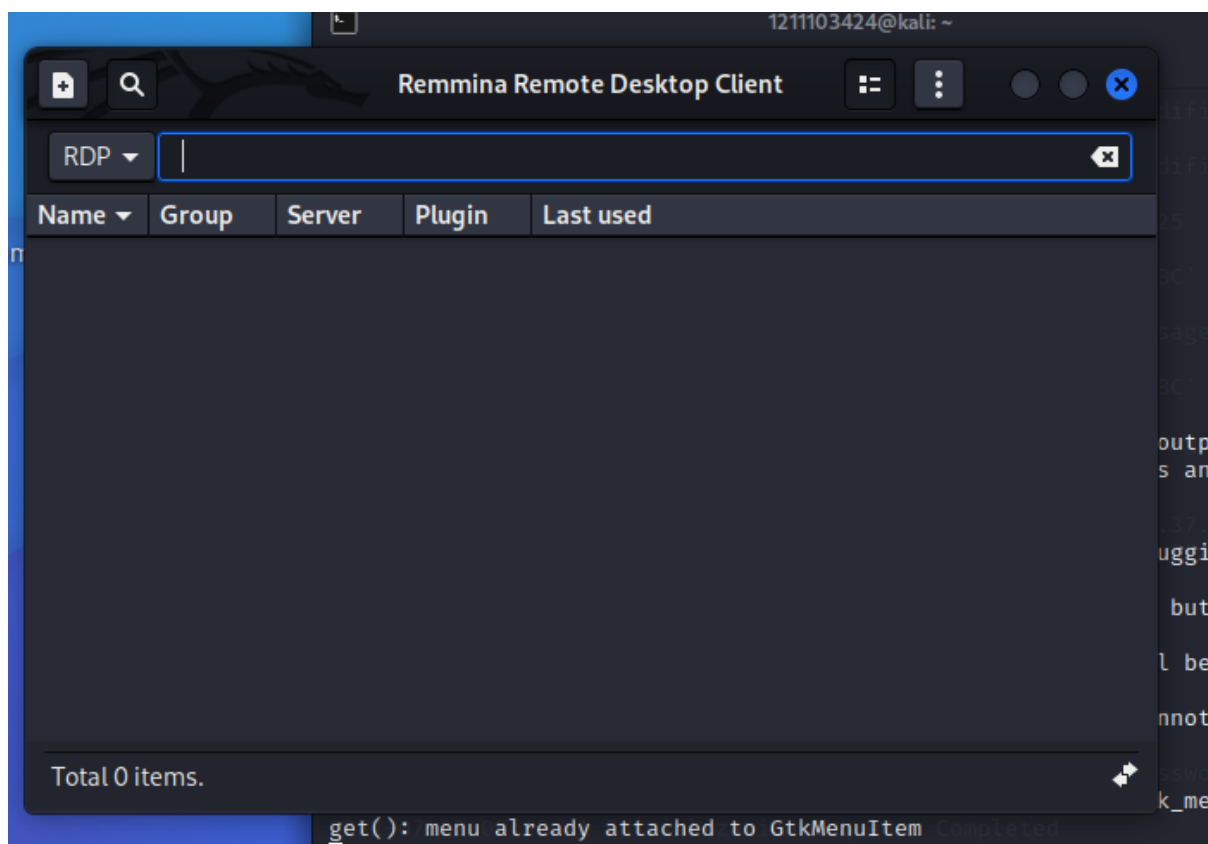 1211103424@kali: ~
Remmina Remote Desktop Client
RDP
Name Group Server Plugin Last used
Total 0 items.
get(): menu already attached to GtkMenuItem Completed